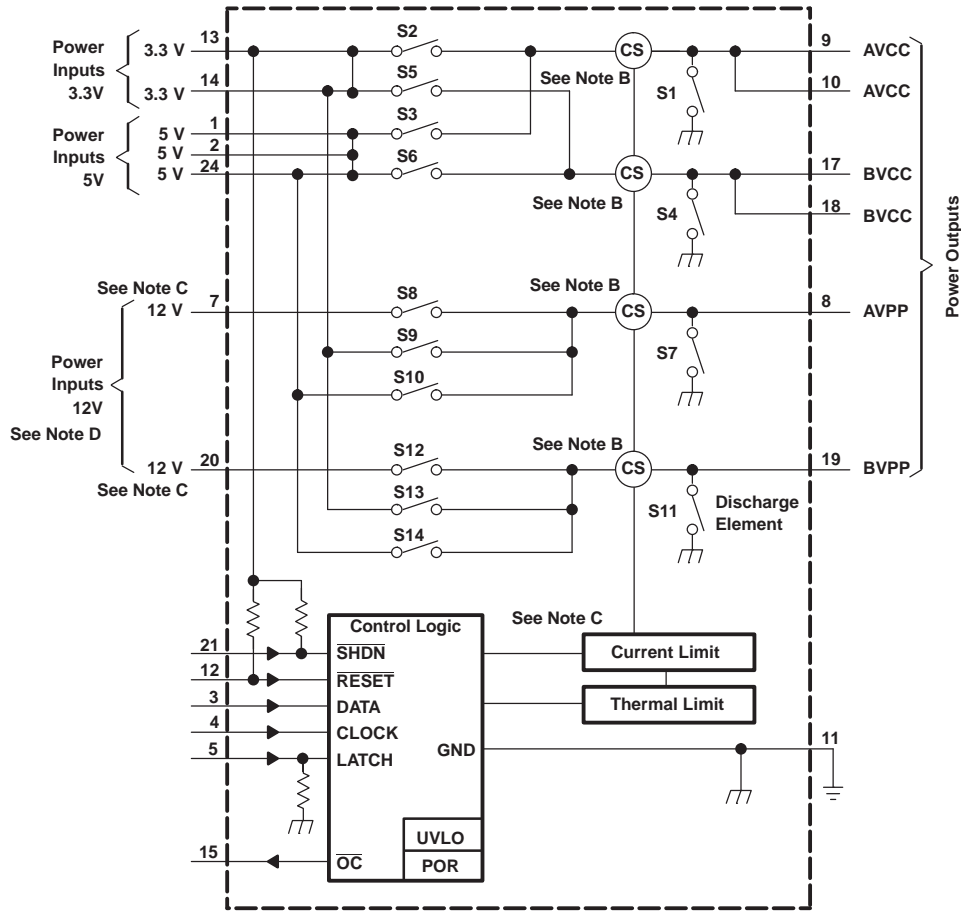 Power
Inputs
3.3V
3.3 V
13
3.3 V
14
Power
Inputs
5V
5 V
1
5 V
2
5 V
24
S2
S5
S3
S6
CS
See Note B
S1
9
AVCC
10
AVCC
CS
See Note B
S4
17
BVCC
18
BVCC
Power Outputs
See Note C
12 V
7
Power
Inputs
12V
See Note D
12 V
20
See Note C
S8
S9
S10
See Note B
CS
S7
8
AVPP
S12
S13
S14
See Note B
CS
S11
Discharge
Element
19
BVPP
Control Logic
21
SHDN
12
RESET
3
DATA
4
CLOCK
5
LATCH
GND
15
OC
UVLO
POR
See Note C
Current Limit
Thermal Limit
11